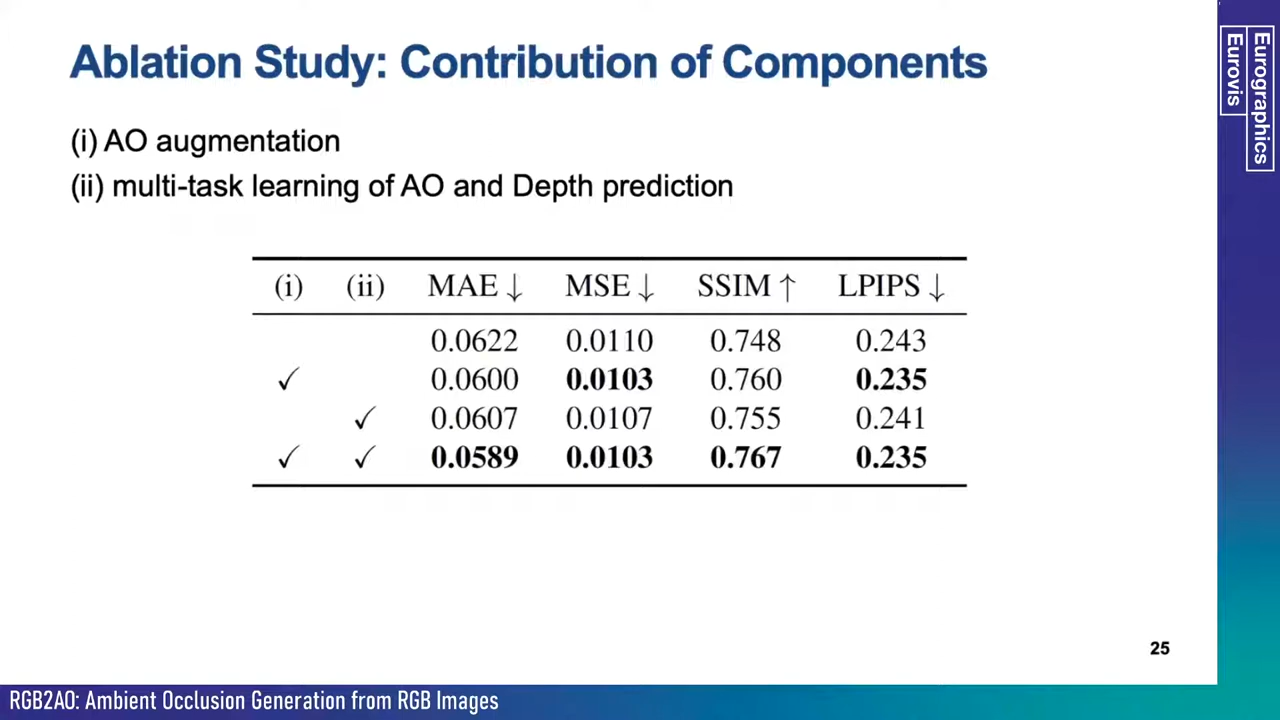 Ablation Study: Contribution of Components
(i) AO augmentation
(ii) multi-task learning of AO and Depth prediction
(i) (ii) MAE ↓ MSE ↓ SSIM ↑ LPIPS ↓
0.0622 0.0110 0.748 0.243
✓ 0.0600 0.0103 0.760 0.235
✓ 0.0607 0.0107 0.755 0.241
✓ ✓ 0.0589 0.0103 0.767 0.235
25
Eurographics
Eurovis
RGB2AO: Ambient Occlusion Generation from RGB Images